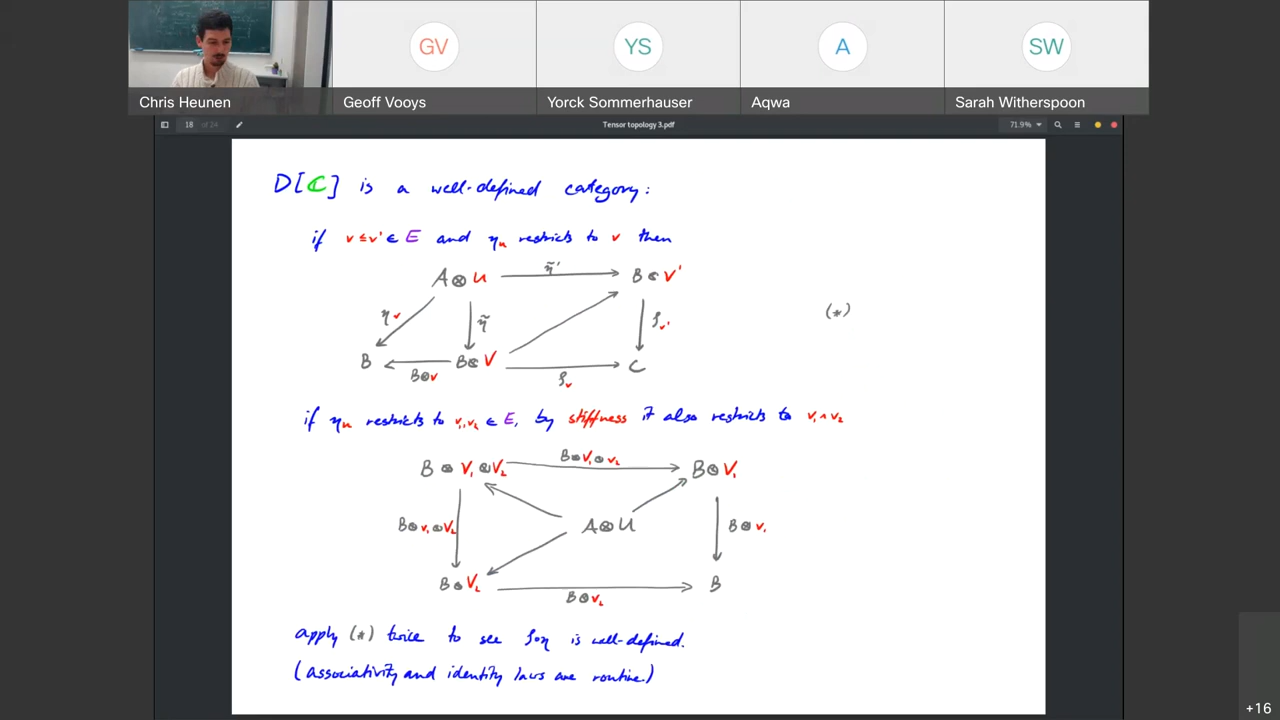 GV
YS
A
SW
Chris Heunen
Geoff Vooys
Yorck Sommerhauser
Aqwa
Sarah Witherspoon
18 of 24
Tensor topology 3.pdf
71.9%
D[C] is a well-defined category:
if v ≤ v' ∈ E and η_u restricts to v then
A ⊗ U
η̃'
B ⊗ V'
(*)
η̃
B
B ⊗ V
C
B ⊗ v
if η_u restricts to v₁, v₂ ∈ E, by stiffness it also restricts to v₁ ∧ v₂
B ⊗ V₁ ⊗ V₂
B ⊗ V₁ ⊗ v₂
B ⊗ V₁
B ⊗ v₁ ⊗ V₂
A ⊗ U
B ⊗ v₁
B ⊗ V₂
B ⊗ v₂
B
apply (*) twice to see ζ∘η is well-defined.
(associativity and identity laws are routine.)
+16